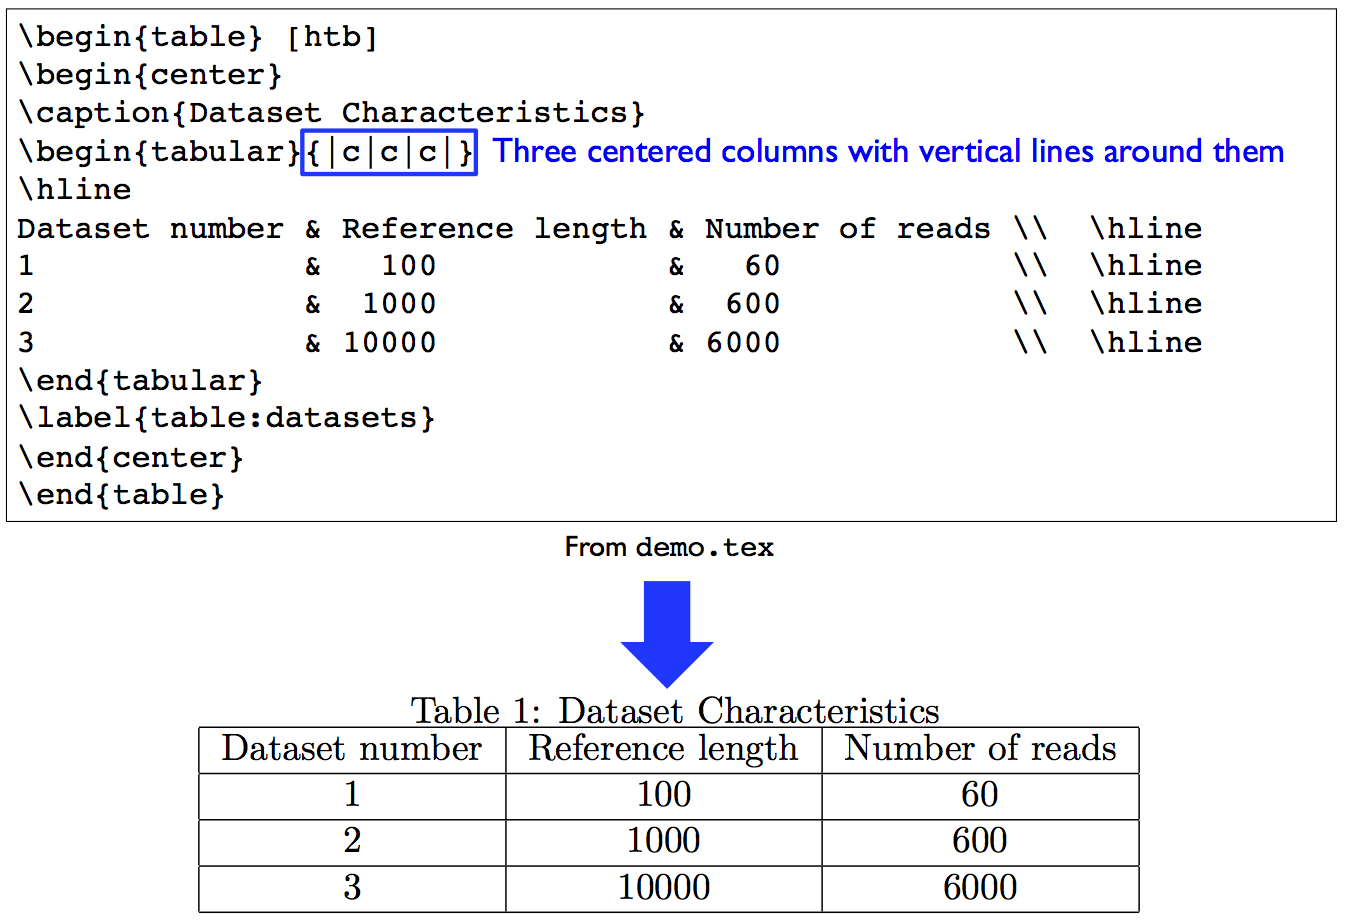 \begin{table} [htb]
\begin{center}
\caption{Dataset Characteristics}
\begin{tabular}{|c|c|c|} Three centered columns with vertical lines around them
\hline
Dataset number & Reference length & Number of reads \\ \hline
1 & 100 & 60 \\ \hline
2 & 1000 & 600 \\ \hline
3 & 10000 & 6000 \\ \hline
\end{tabular}
\label{table:datasets}
\end{center}
\end{table}
From demo.tex
Table 1: Dataset Characteristics
Dataset number Reference length Number of reads
1 100 60
2 1000 600
3 10000 6000